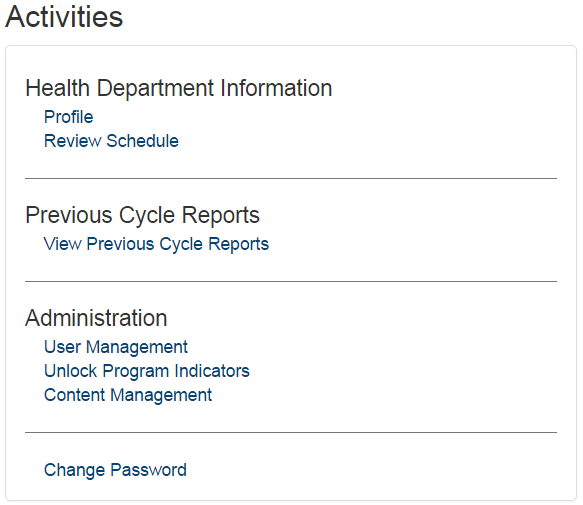 Activities
Health Department Information
Profile
Review Schedule
Previous Cycle Reports
View Previous Cycle Reports
Administration
User Management
Unlock Program Indicators
Content Management
Change Password